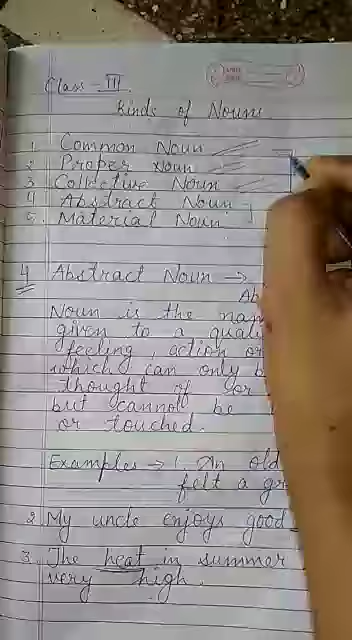 Class - III
Kinds of Nouns
1. Common Noun
2. Proper Noun
3. Collective Noun
4. Abstract Noun
5. Material Noun
4 Abstract Noun →
Ab
Noun is the nam
given to a quali
feeling, action or
which can only b
thought of or
but cannot be
or touched.
Examples → 1. An old
felt a gr
2. My uncle enjoys good
3. The heat in summer
very high.